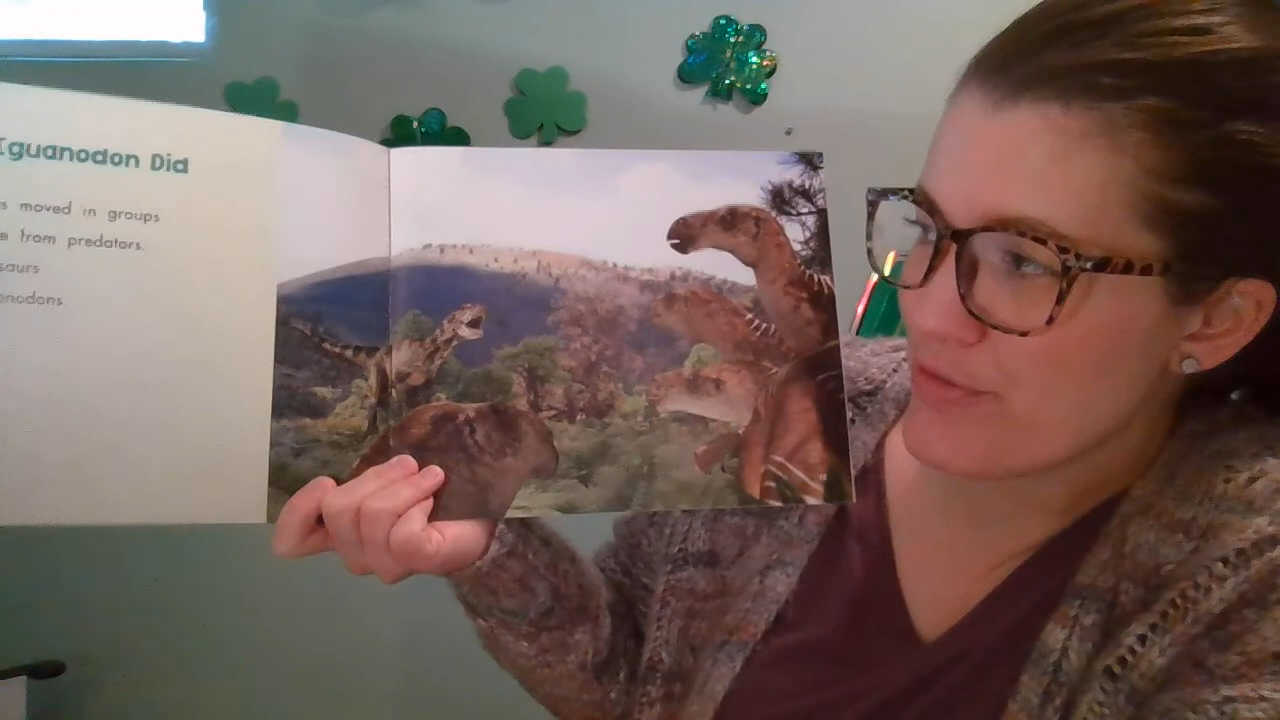 Iguanodon Did
s moved in groups
e from predators.
saurs
anodons